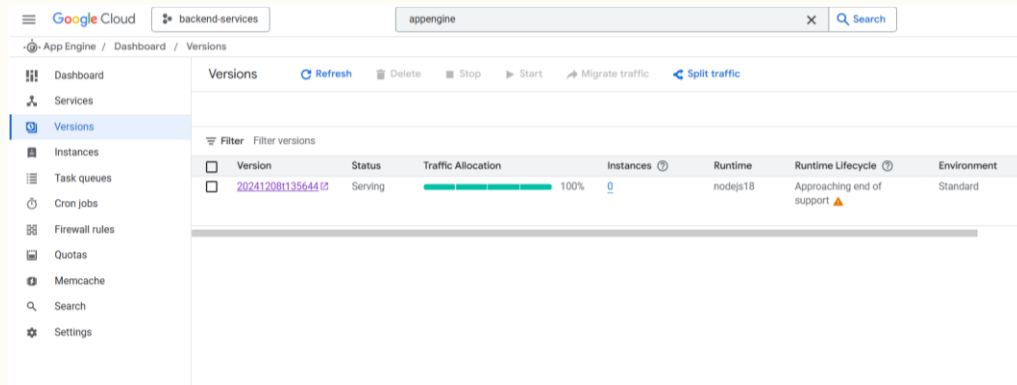 Google Cloud backend-services appengine Search
App Engine / Dashboard / Versions
Dashboard
Services
Versions
Instances
Task queues
Cron jobs
Firewall rules
Quotas
Memcache
Search
Settings
Versions Refresh Delete Stop Start Migrate traffic Split traffic
Filter Filter versions
Version Status Traffic Allocation Instances Runtime Runtime Lifecycle Environment
20241208t135644 Serving 100% 0 nodejs18 Approaching end of Standard
support